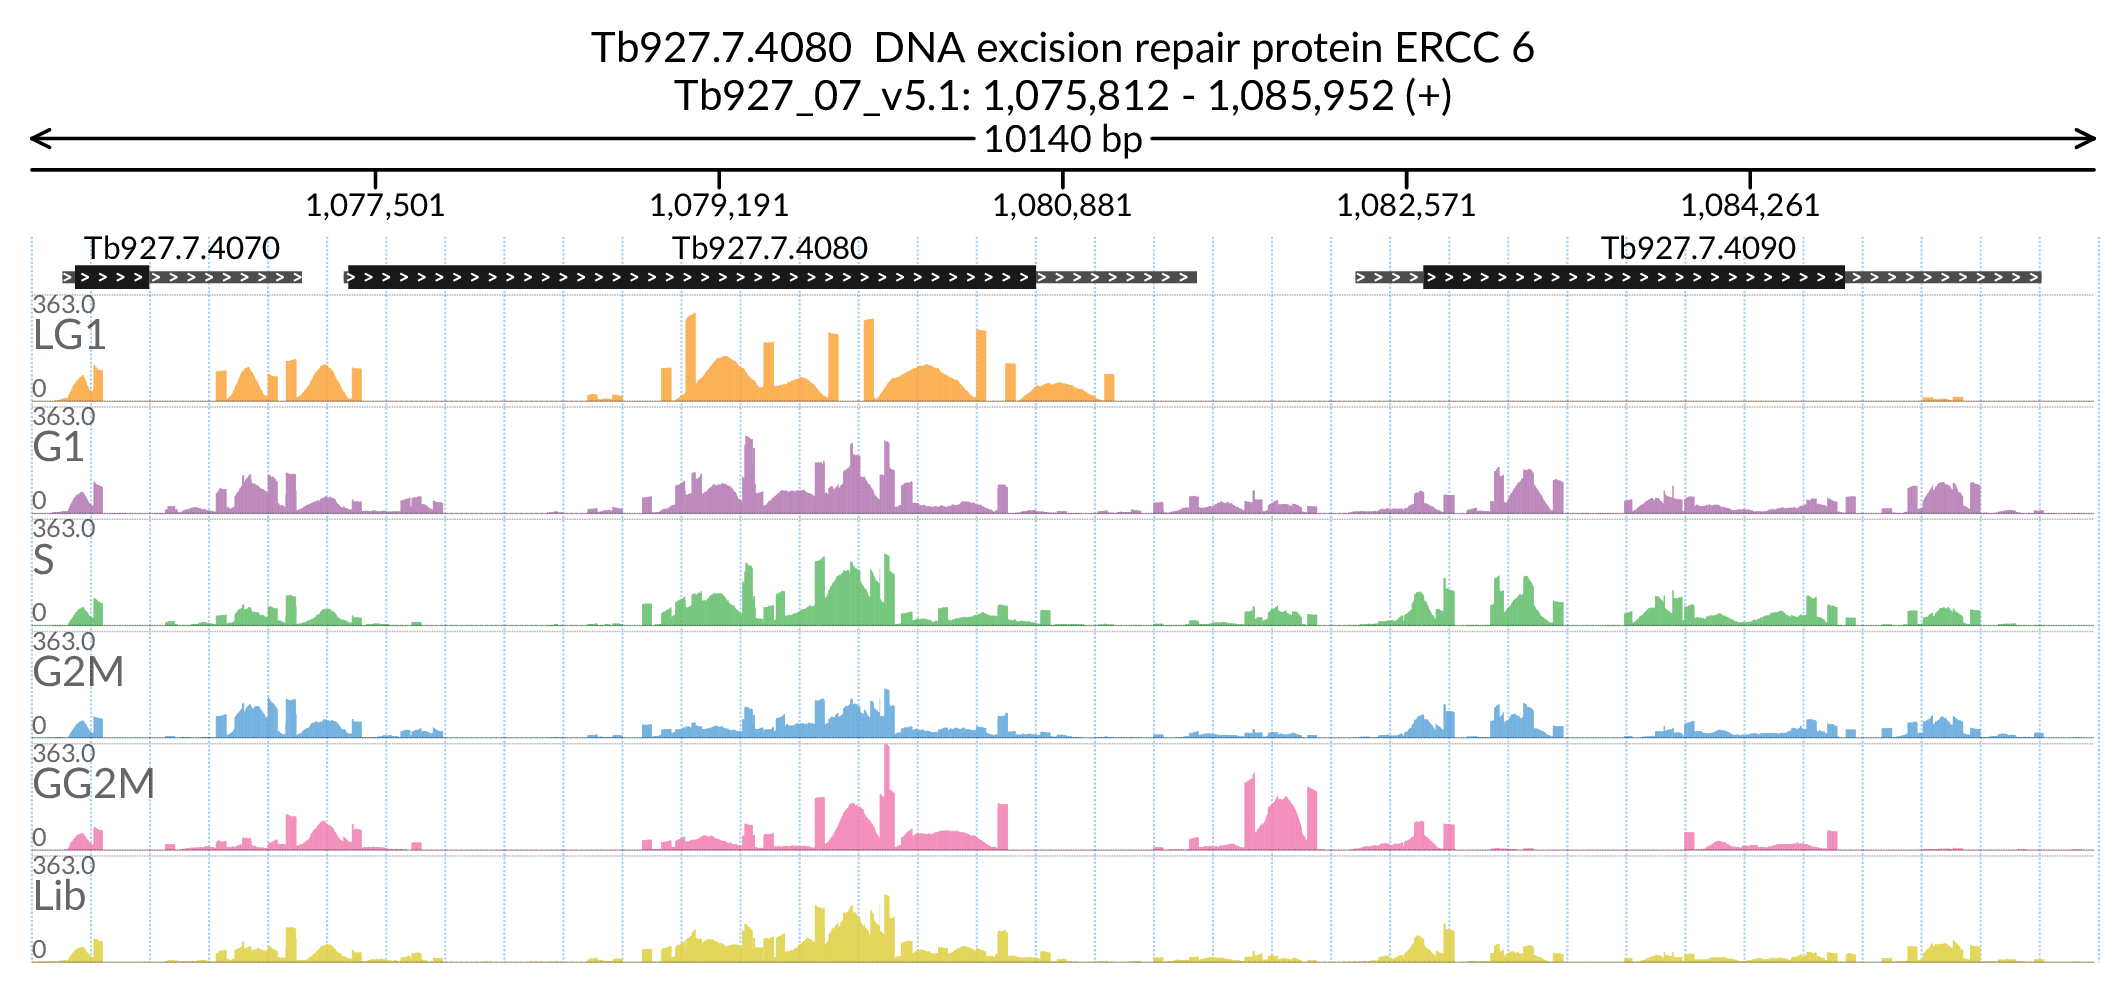 Tb927.7.4080  DNA excision repair protein ERCC 6
Tb927_07_v5.1: 1,075,812 - 1,085,952 (+)
10140 bp
1,077,501 1,079,191 1,080,881 1,082,571 1,084,261
Tb927.7.4070 Tb927.7.4080 Tb927.7.4090
363.0
LG1
0
363.0
G1
0
363.0
S
0
363.0
G2M
0
363.0
GG2M
0
363.0
Lib
0